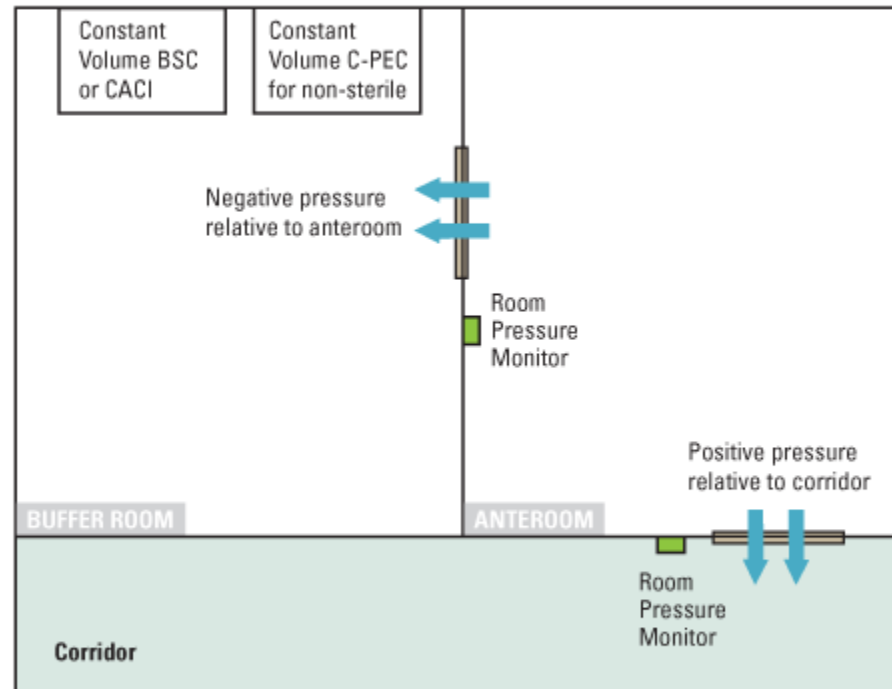 Constant
Volume BSC
or CACI
Constant
Volume C-PEC
for non-sterile
Negative pressure
relative to anteroom
Room
Pressure
Monitor
Positive pressure
relative to corridor
BUFFER ROOM
ANTEROOM
Room
Pressure
Monitor
Corridor